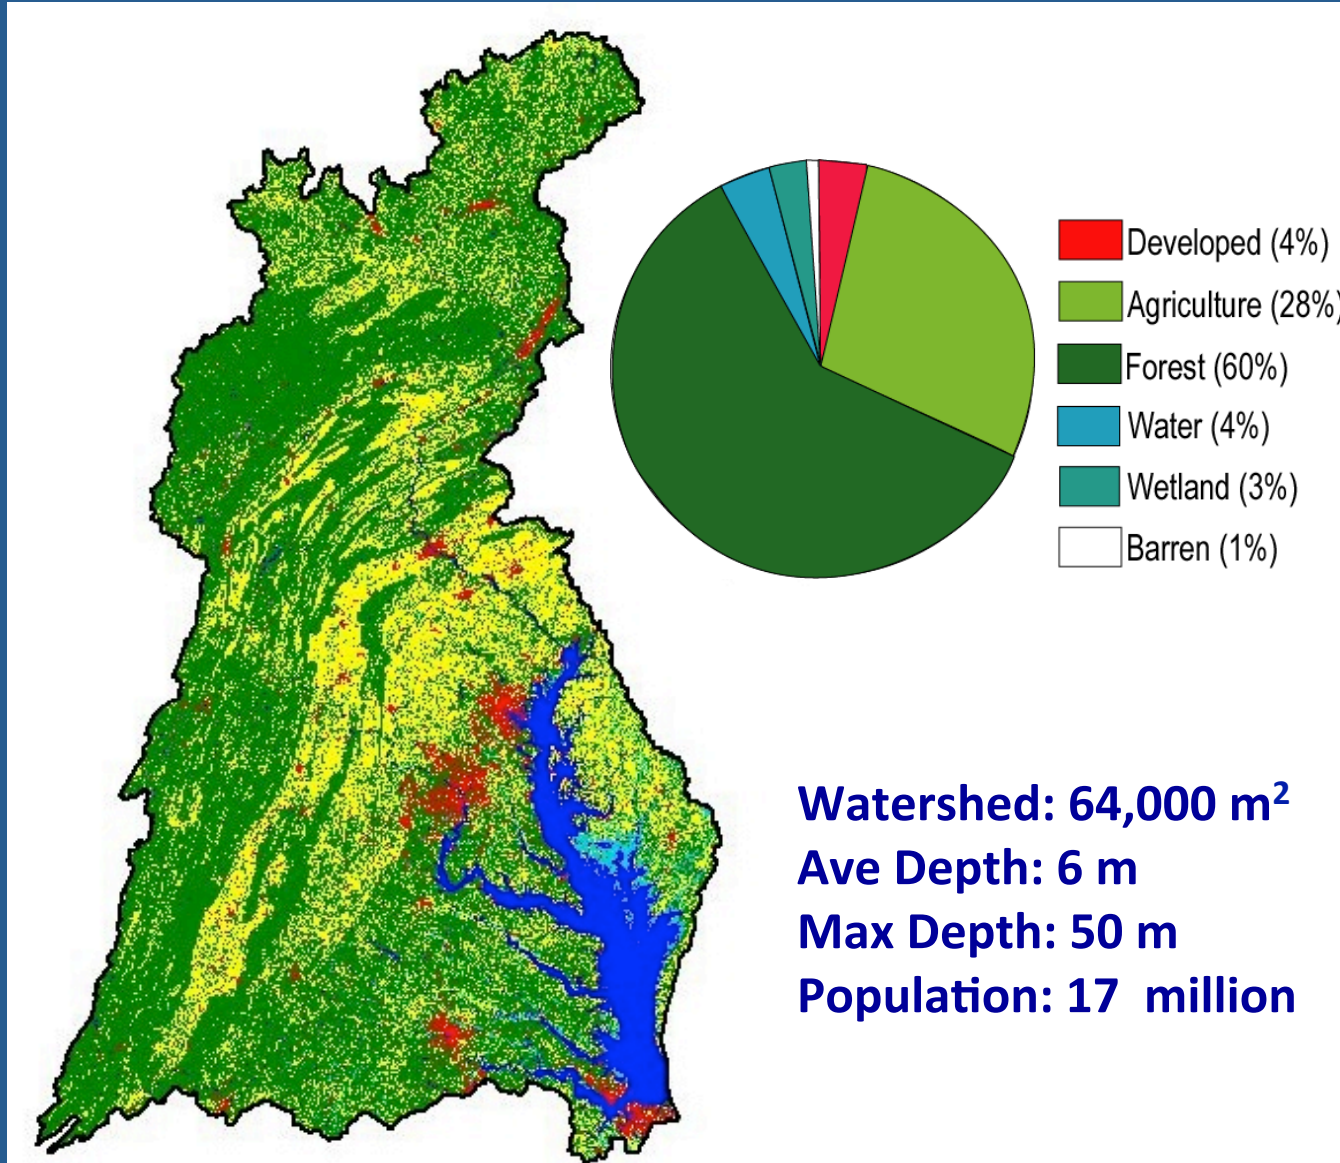 Developed (4%)
Agriculture (28%)
Forest (60%)
Water (4%)
Wetland (3%)
Barren (1%)
Watershed: 64,000 m²
Ave Depth: 6 m
Max Depth: 50 m
Population: 17 million